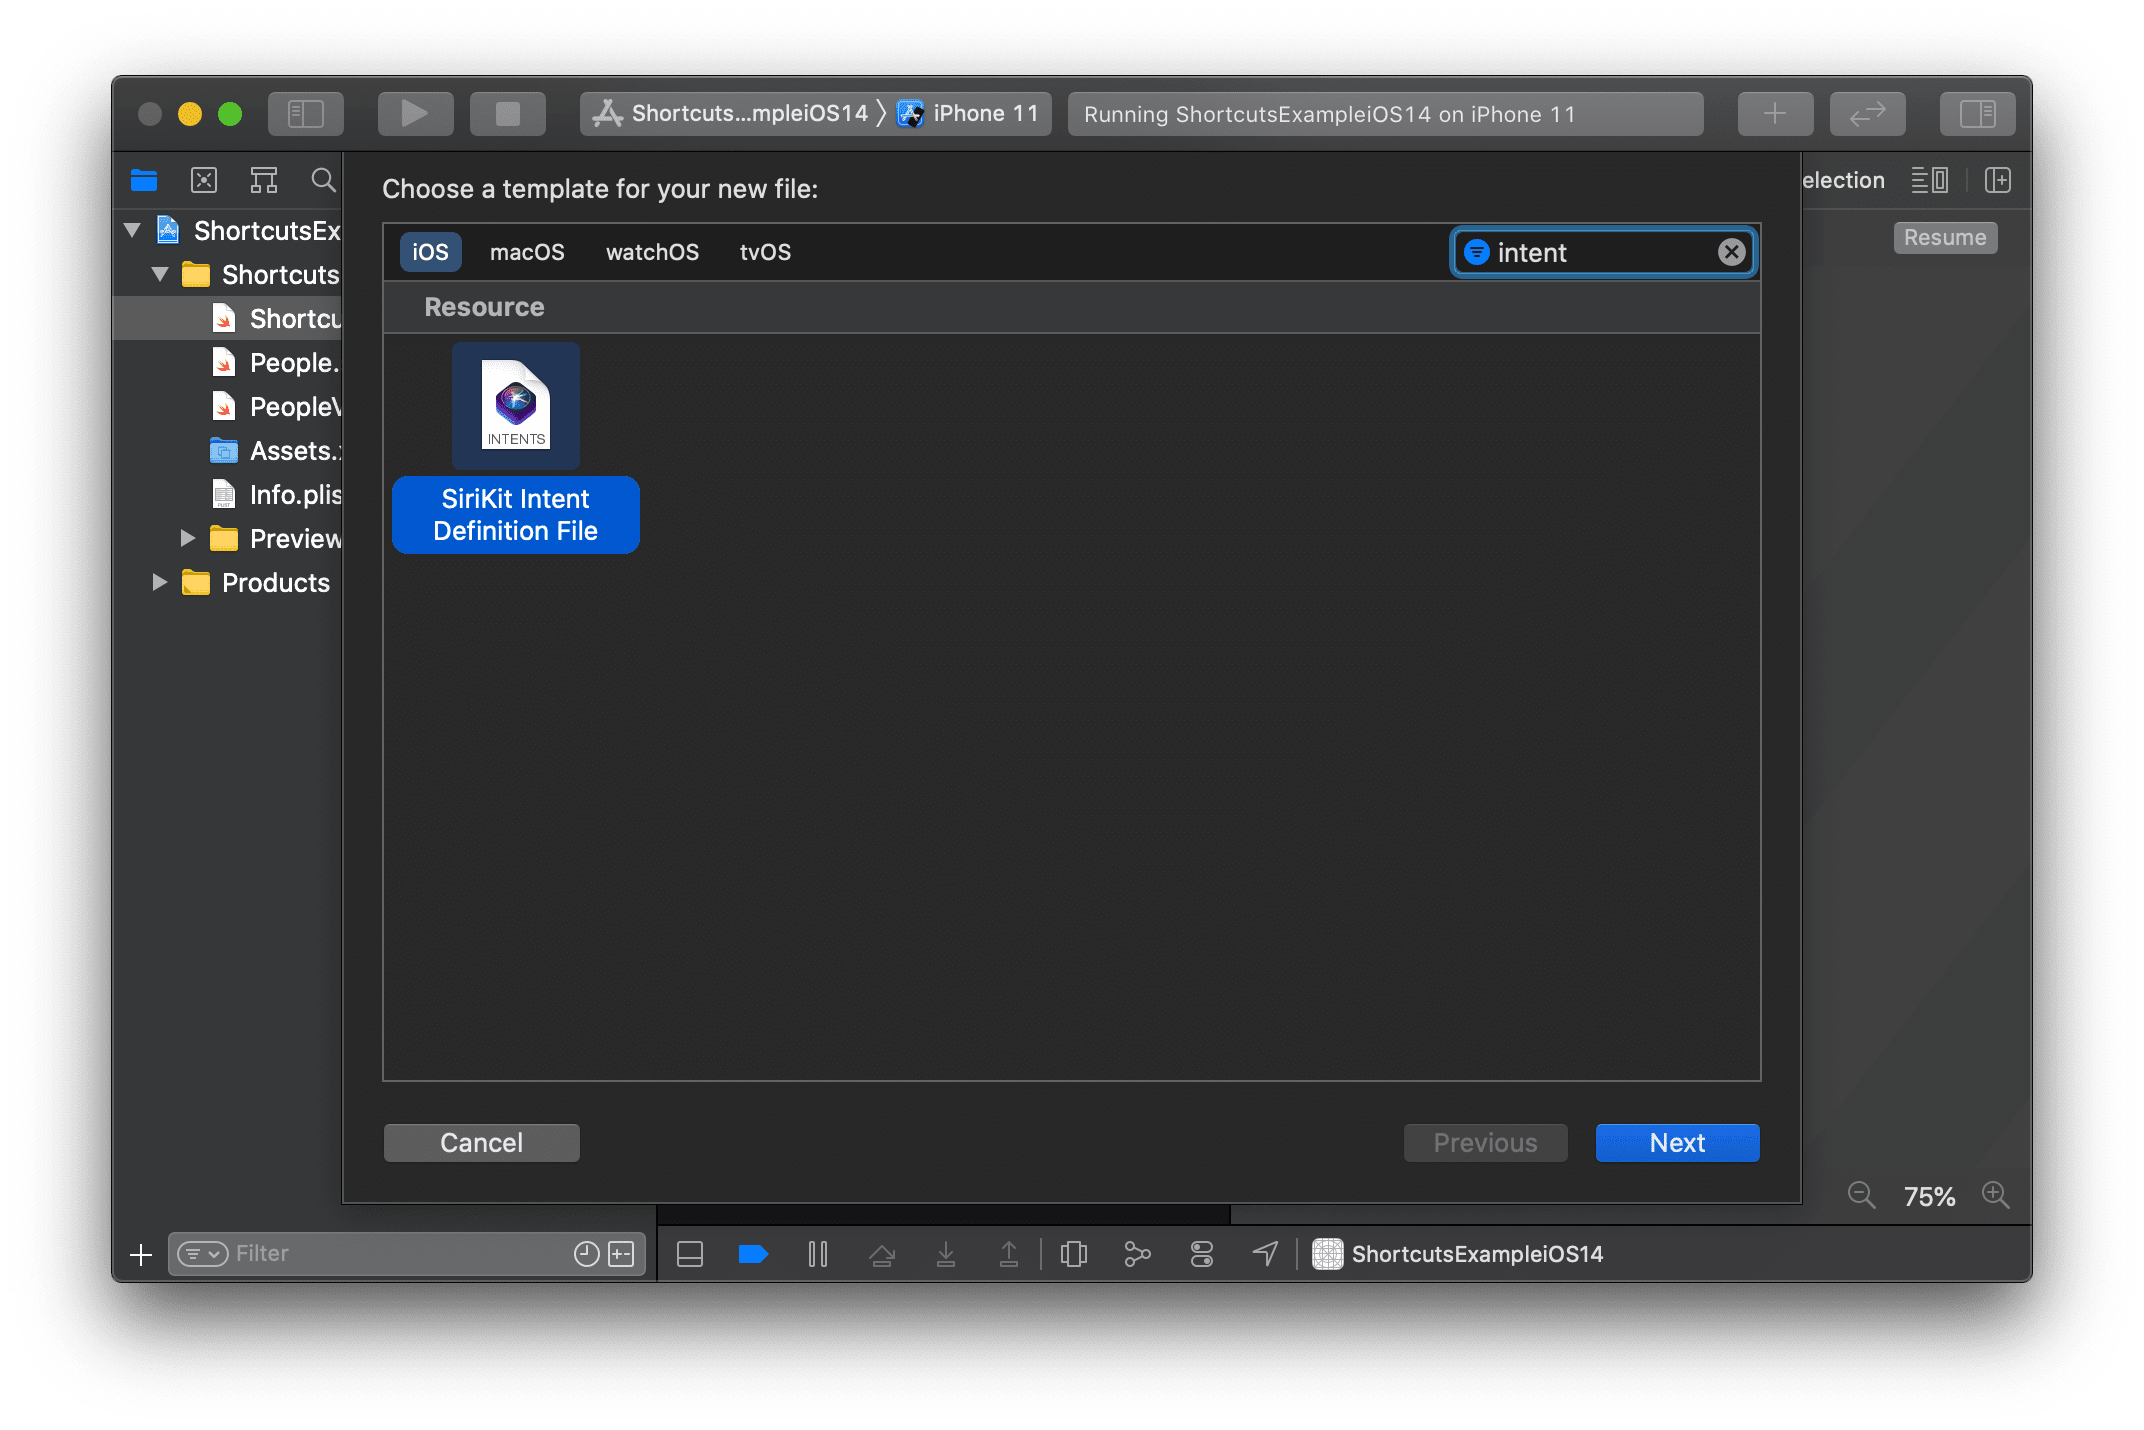 Shortcuts...mpleiOS14 〉 iPhone 11
Running ShortcutsExampleiOS14 on iPhone 11
election
Resume
ShortcutsEx
Shortcuts
Shortcu
People.
PeopleV
Assets.x
Info.plis
Preview
Products
Choose a template for your new file:
iOS macOS watchOS tvOS
intent
Resource
INTENTS
SiriKit Intent
Definition File
Cancel
Previous
Next
75%
Filter
ShortcutsExampleiOS14